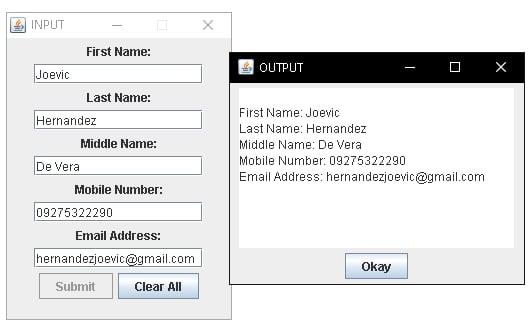 INPUT
First Name:
Joevic
Last Name:
Hernandez
Middle Name:
De Vera
Mobile Number:
09275322290
Email Address:
hernandezjoevic@gmail.com
Submit Clear All
OUTPUT
First Name: Joevic
Last Name: Hernandez
Middle Name: De Vera
Mobile Number: 09275322290
Email Address: hernandezjoevic@gmail.com
Okay